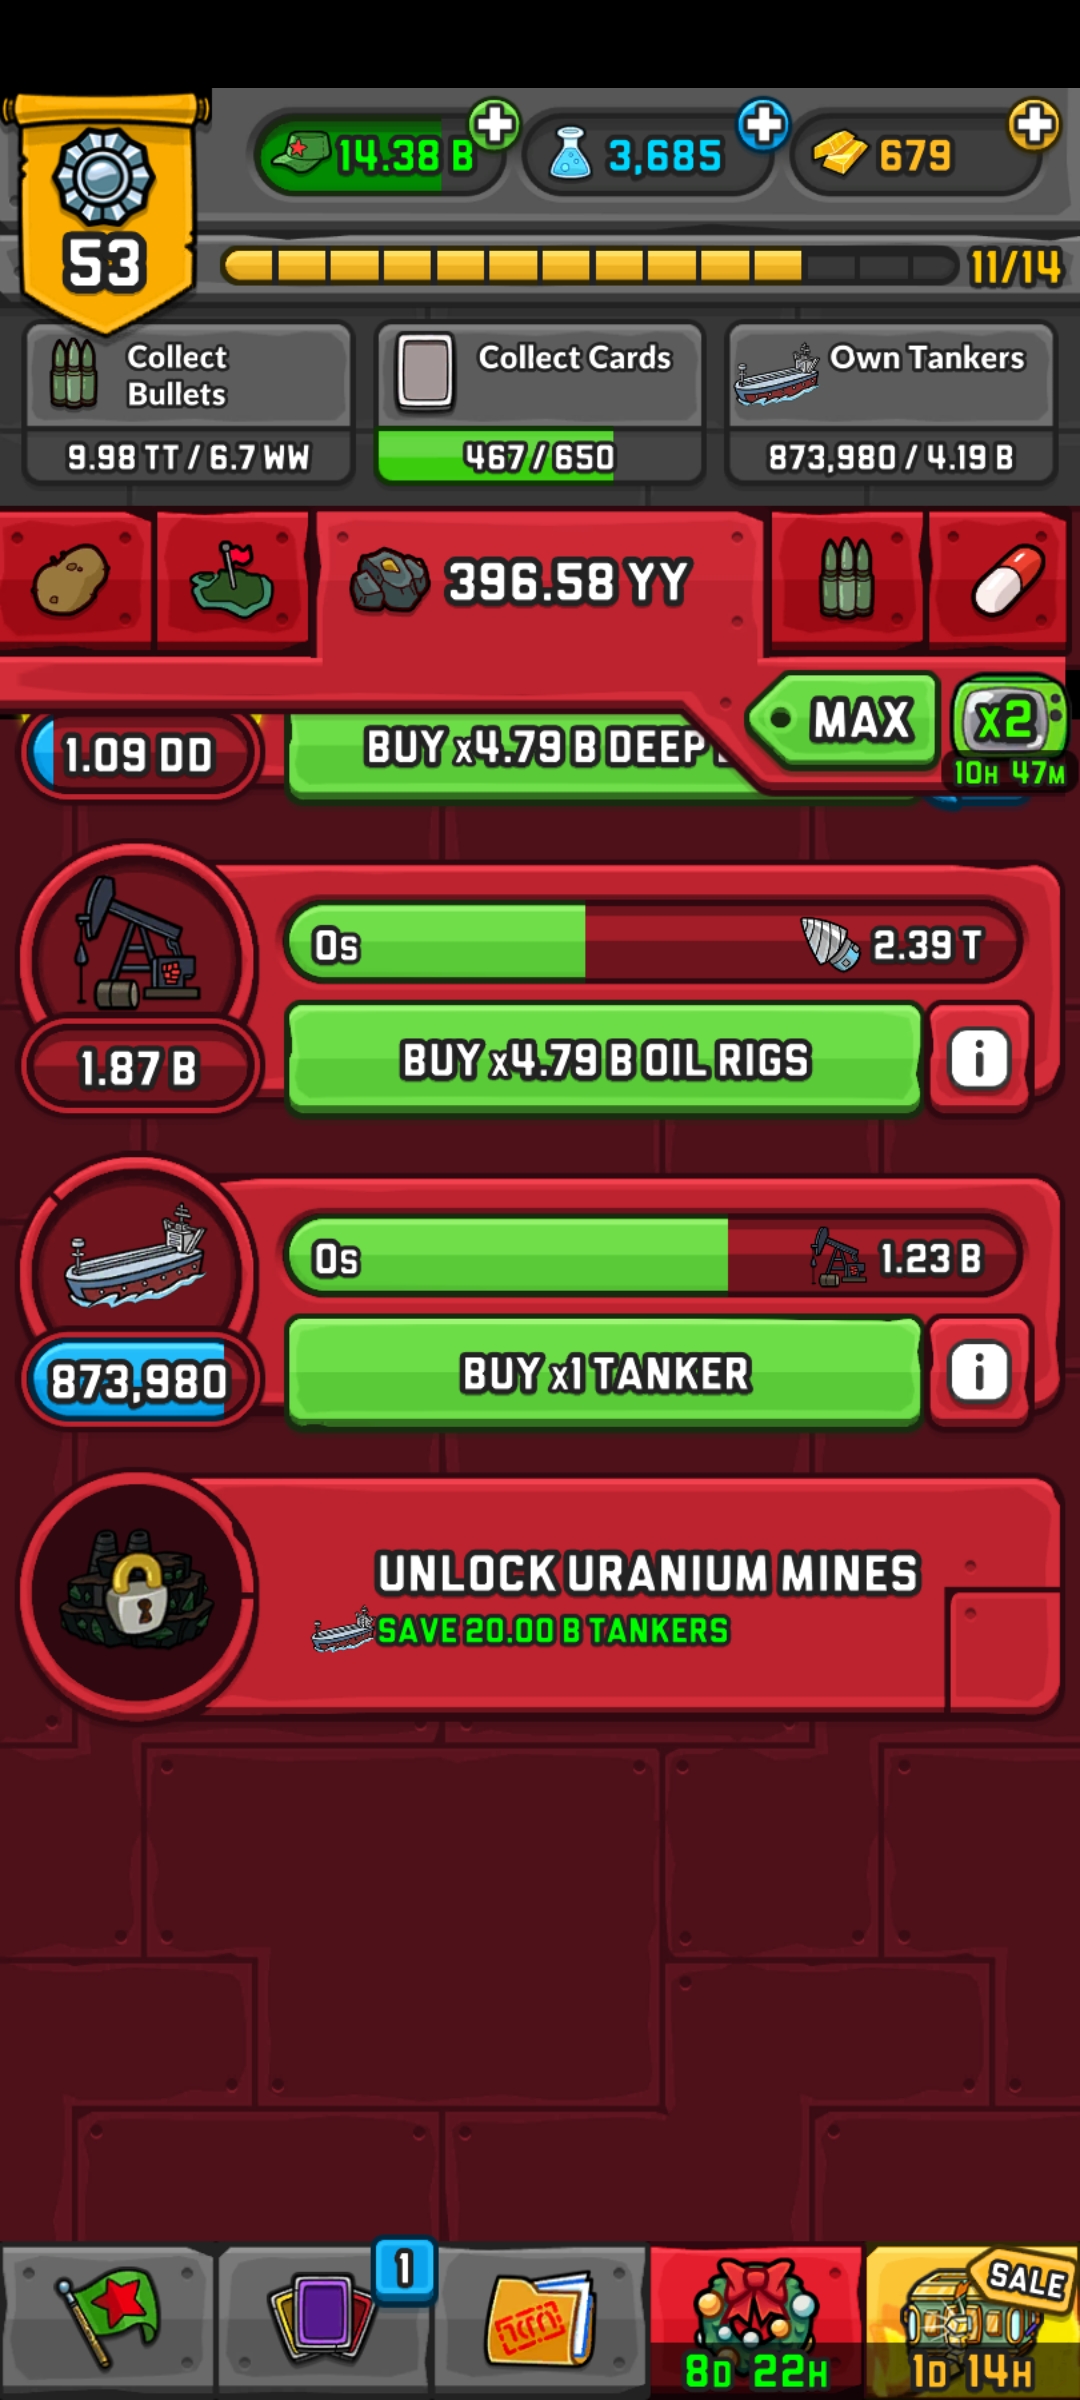 14.38 B
3,685
679
53
11/14
Collect
Bullets
Collect Cards
Own Tankers
9.98 TT / 6.7 WW
467/650
873,980 / 4.19 B
396.58 YY
MAX
x2
10H 47M
1.09 DD
BUY x4.79 B DEEP
0s
2.39 T
1.87 B
BUY x4.79 B OIL RIGS
i
0s
1.23 B
873,980
BUY x1 TANKER
i
UNLOCK URANIUM MINES
SAVE 20.00 B TANKERS
1
SALE
8D 22H
1D 14H